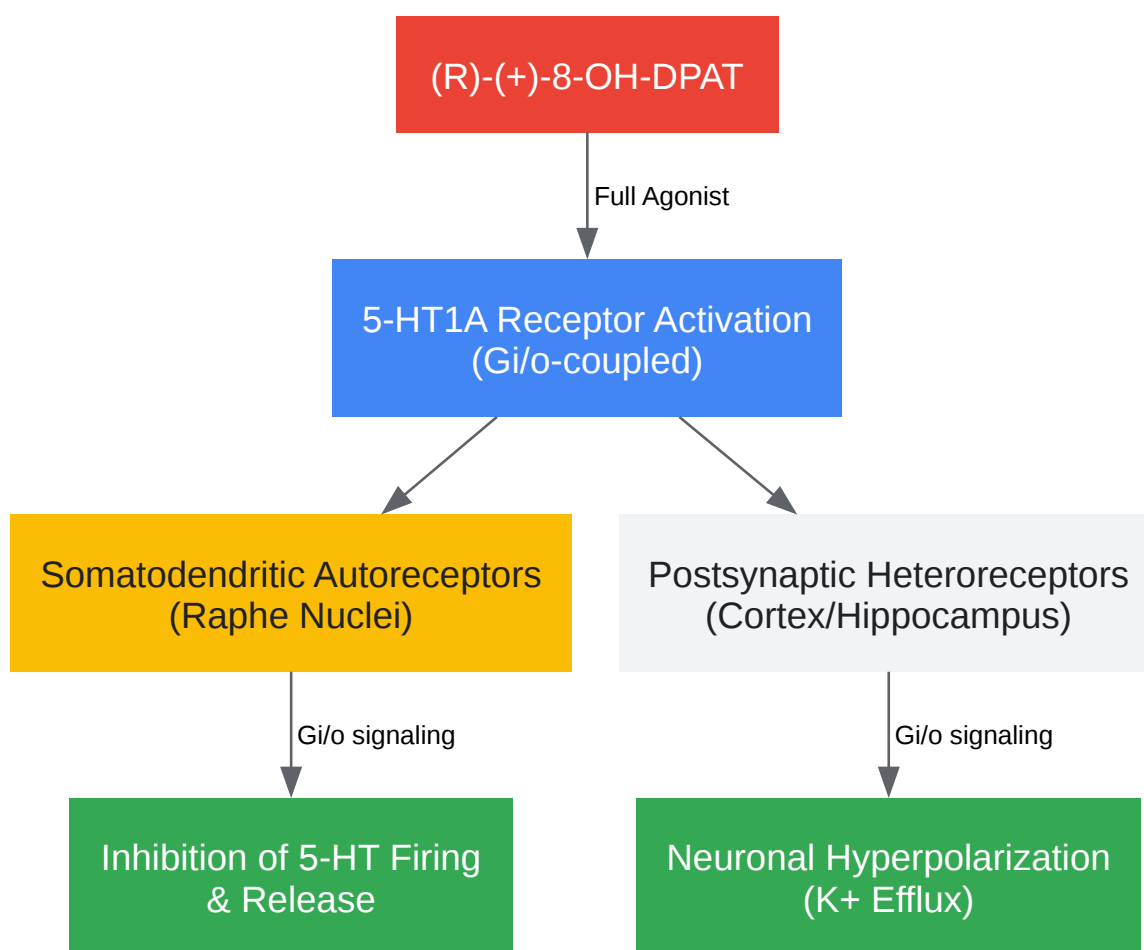 (R)-(+)-8-OH-DPAT
Full Agonist
5-HT1A Receptor Activation
(Gi/o-coupled)
Somatodendritic Autoreceptors
(Raphe Nuclei)
Postsynaptic Heteroreceptors
(Cortex/Hippocampus)
Gi/o signaling
Gi/o signaling
Inhibition of 5-HT Firing
& Release
Neuronal Hyperpolarization
(K+ Efflux)